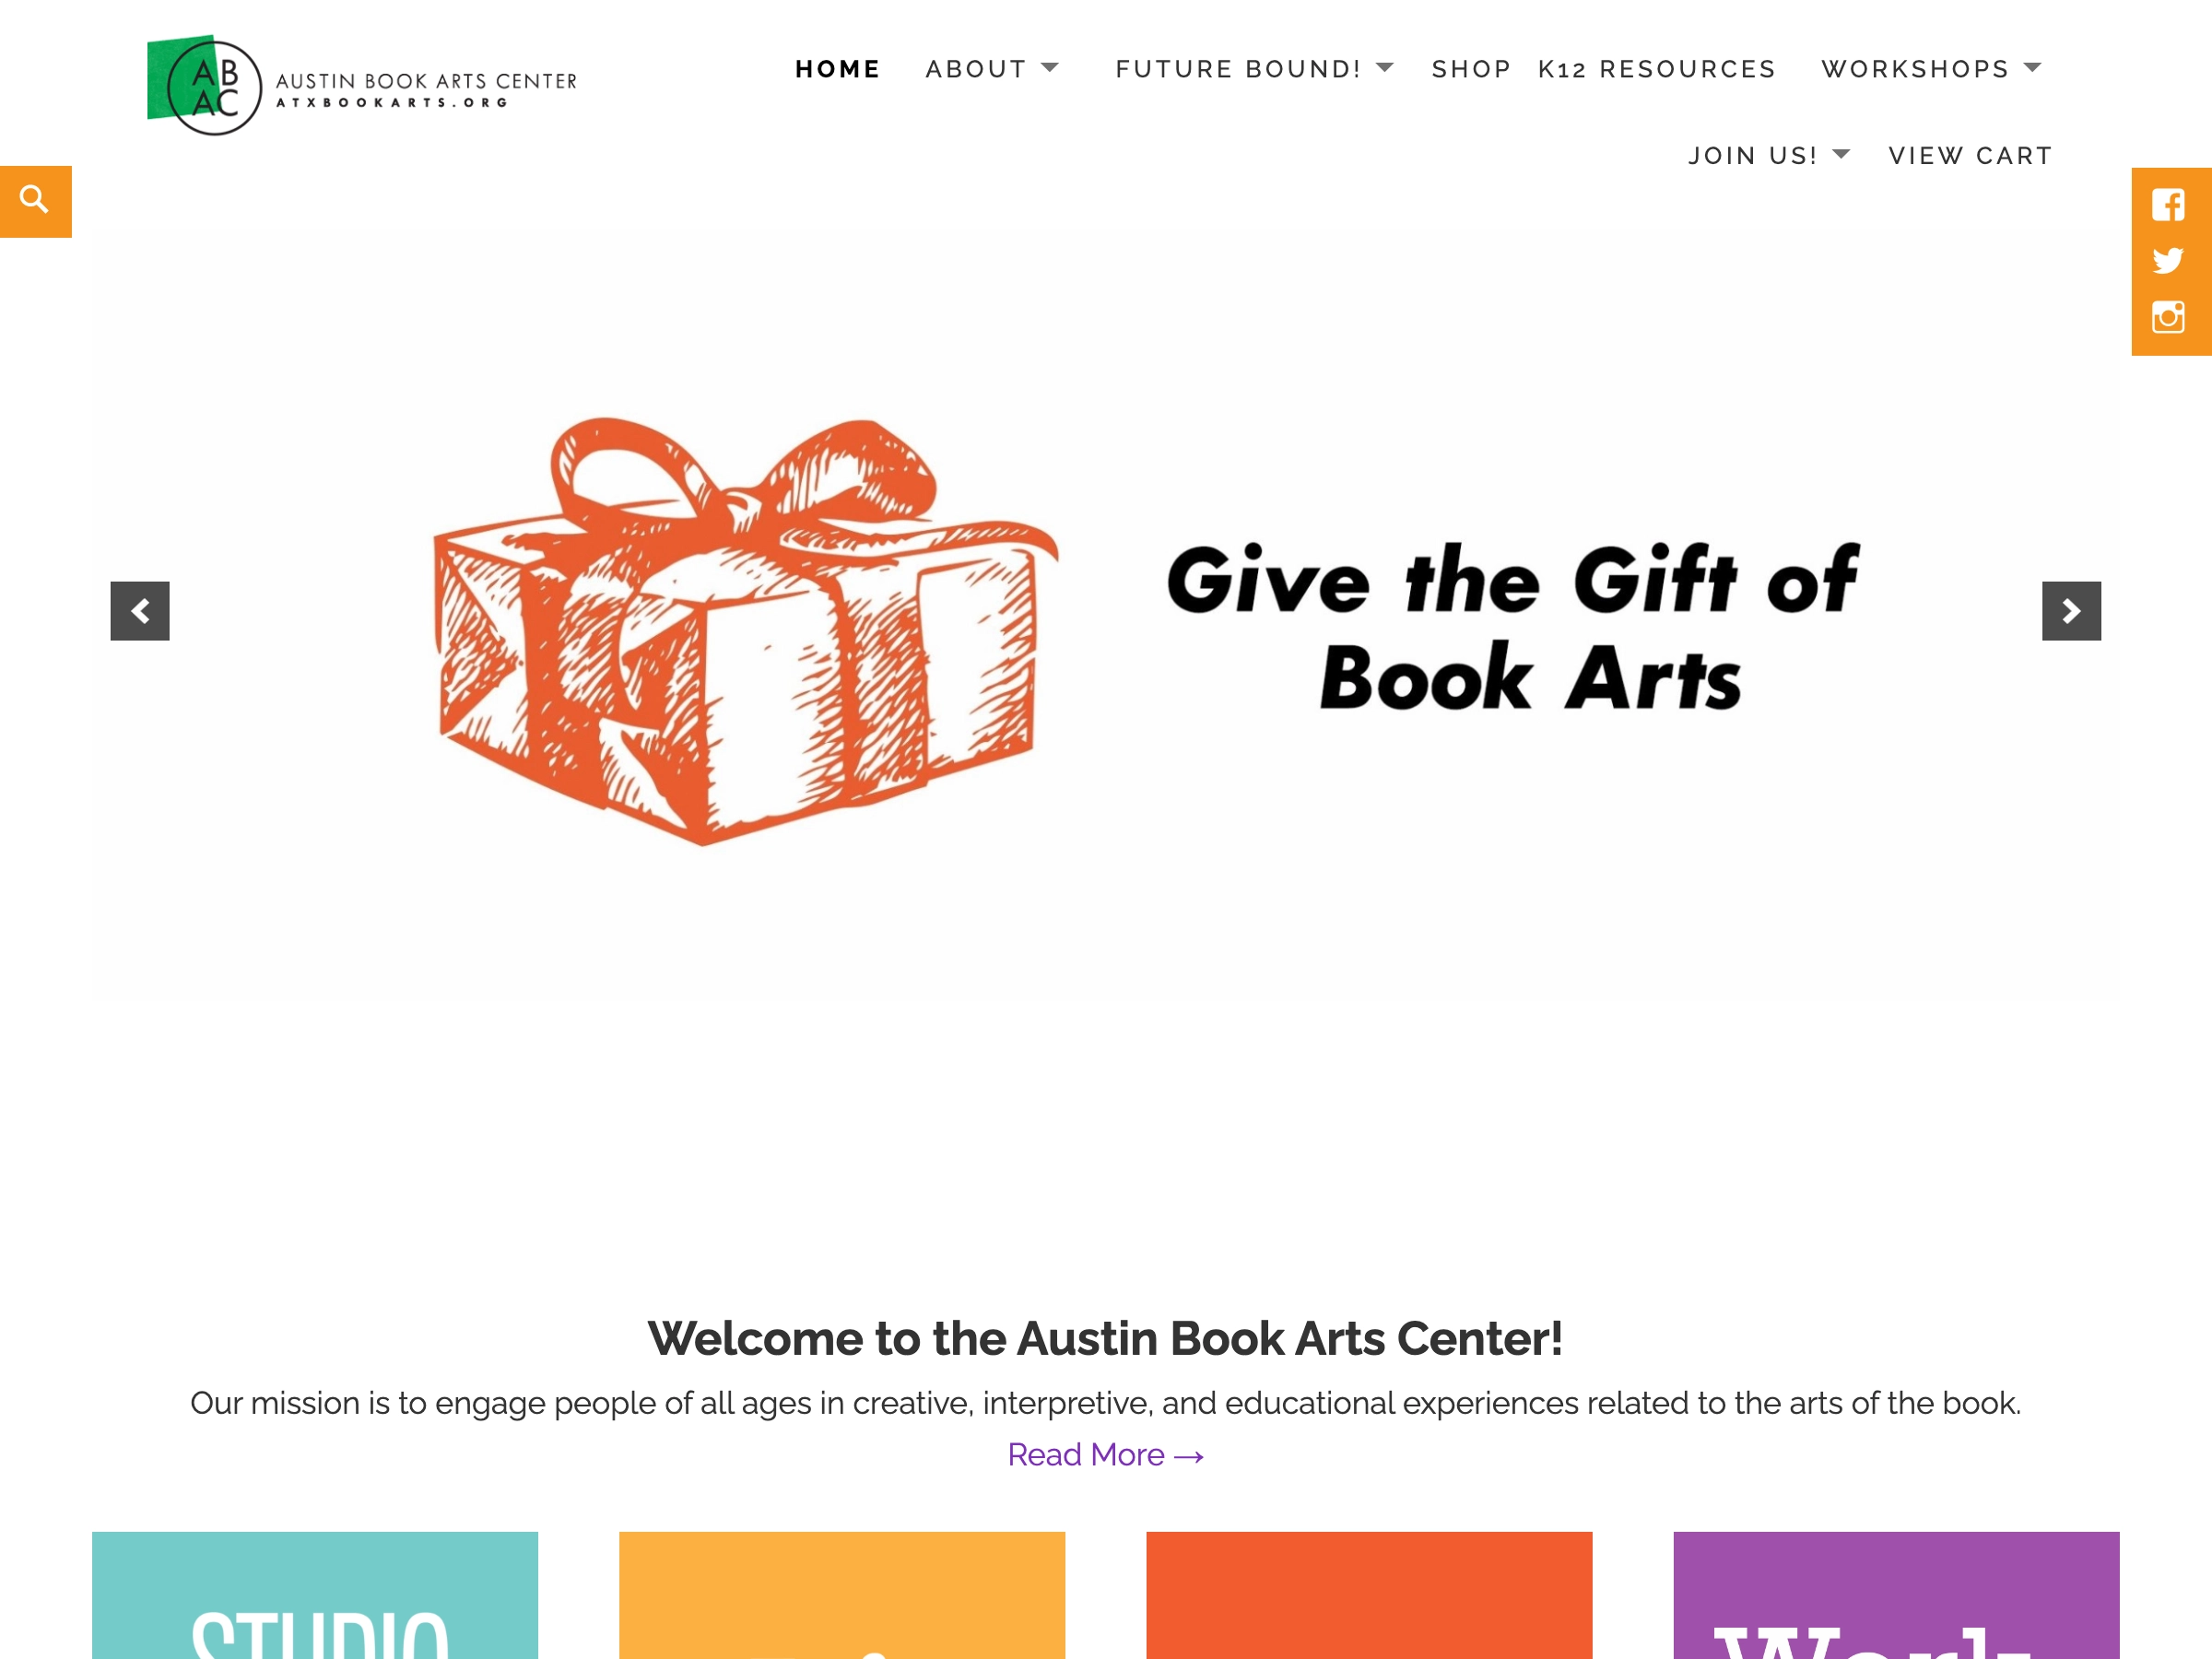 AB
AC
AUSTIN BOOK ARTS CENTER
ATXBOOKARTS.ORG
HOME ABOUT FUTURE BOUND! SHOP K12 RESOURCES WORKSHOPS
JOIN US! VIEW CART
Give the Gift of
Book Arts
Welcome to the Austin Book Arts Center!
Our mission is to engage people of all ages in creative, interpretive, and educational experiences related to the arts of the book.
Read More →
STUDIO